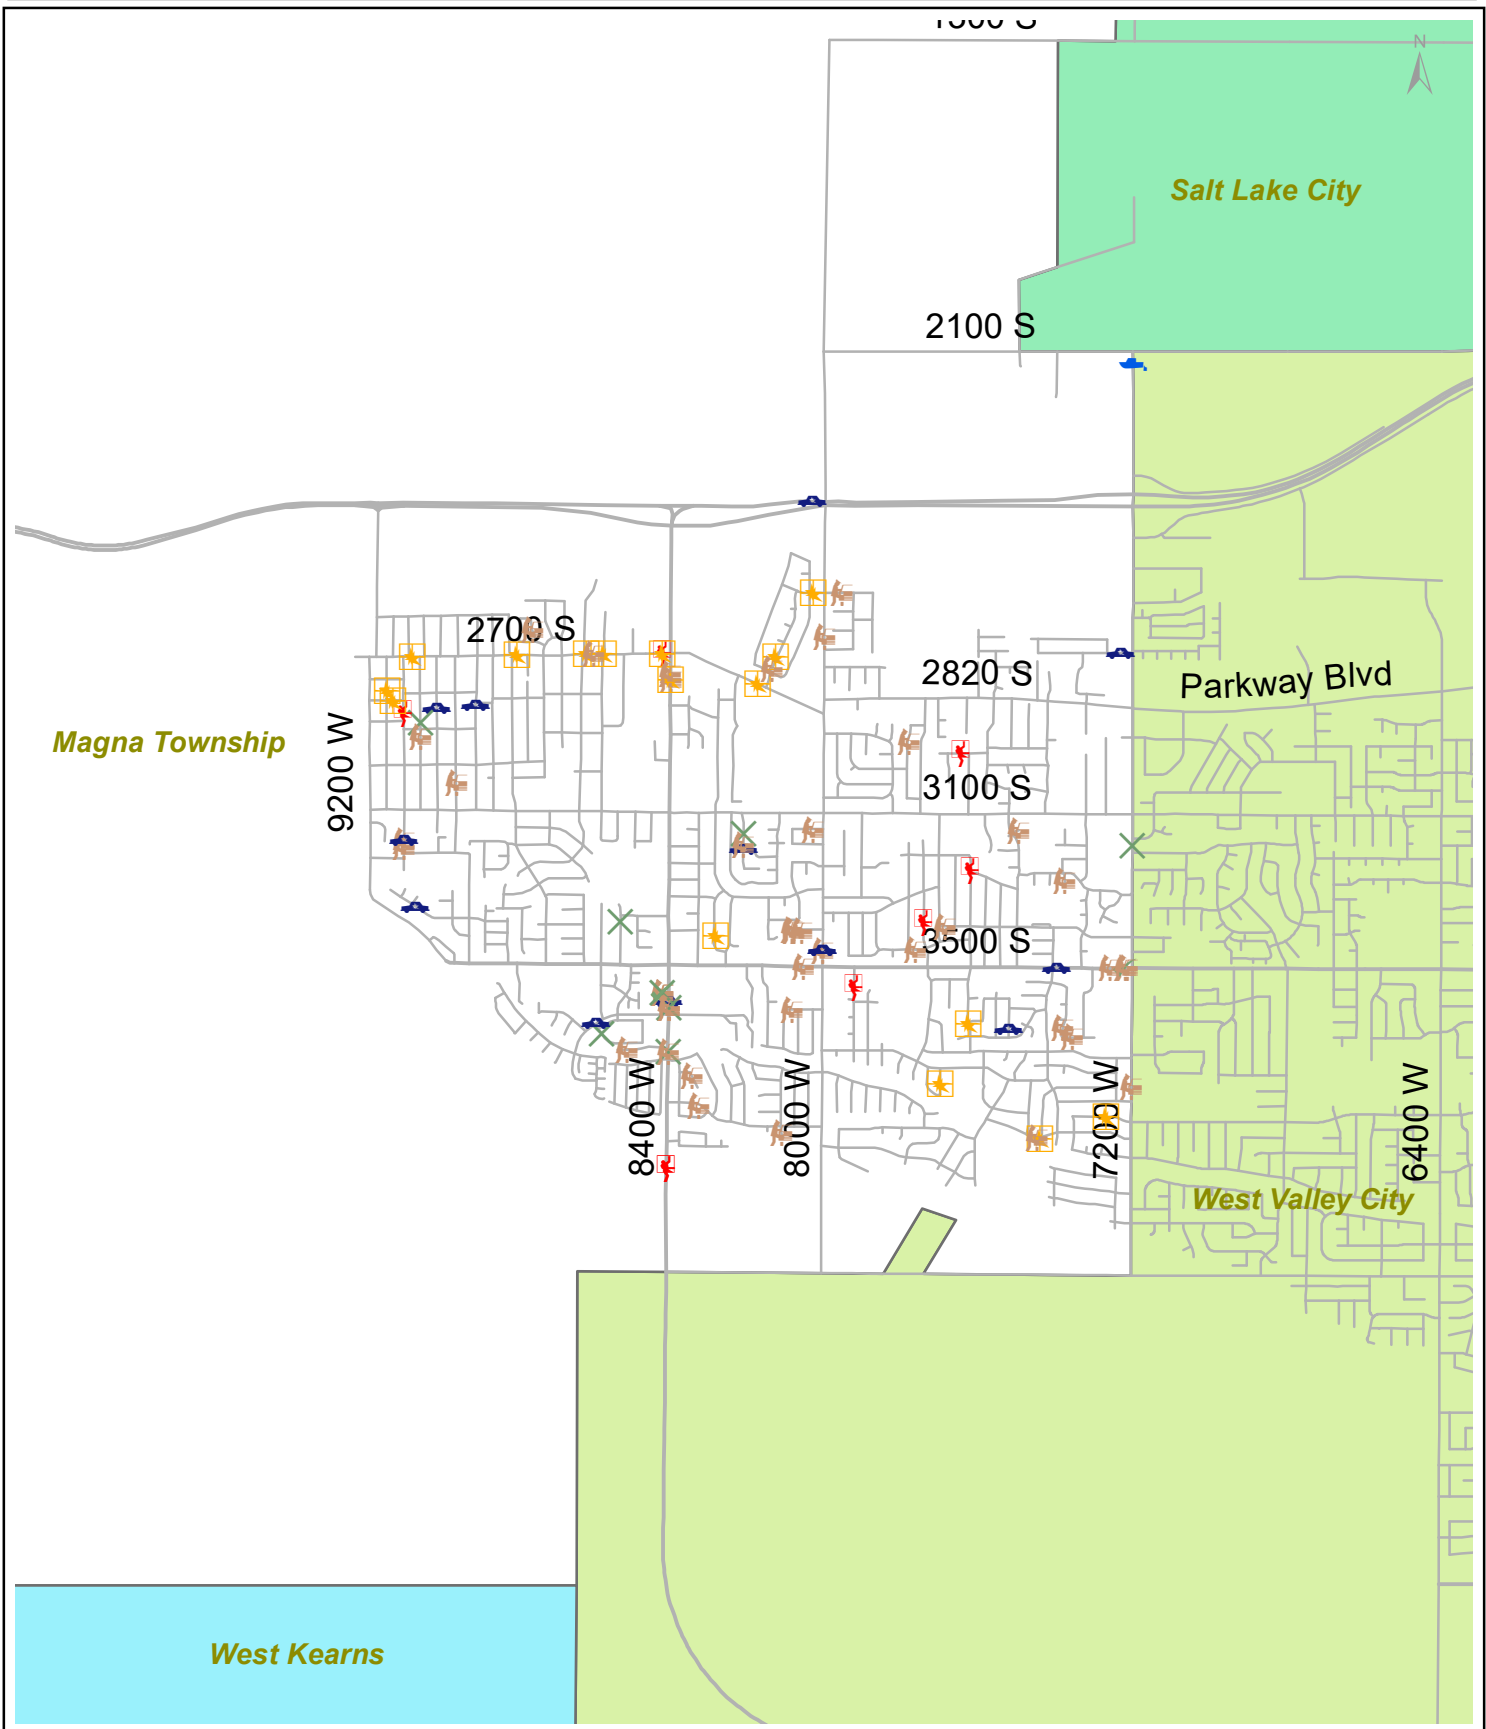 N
Salt Lake City
2100 S
2700 S
2820 S
Parkway Blvd
Magna Township
9200 W
3100 S
3500 S
8400 W
8000 W
7200 W
6400 W
West Valley City
West Kearns